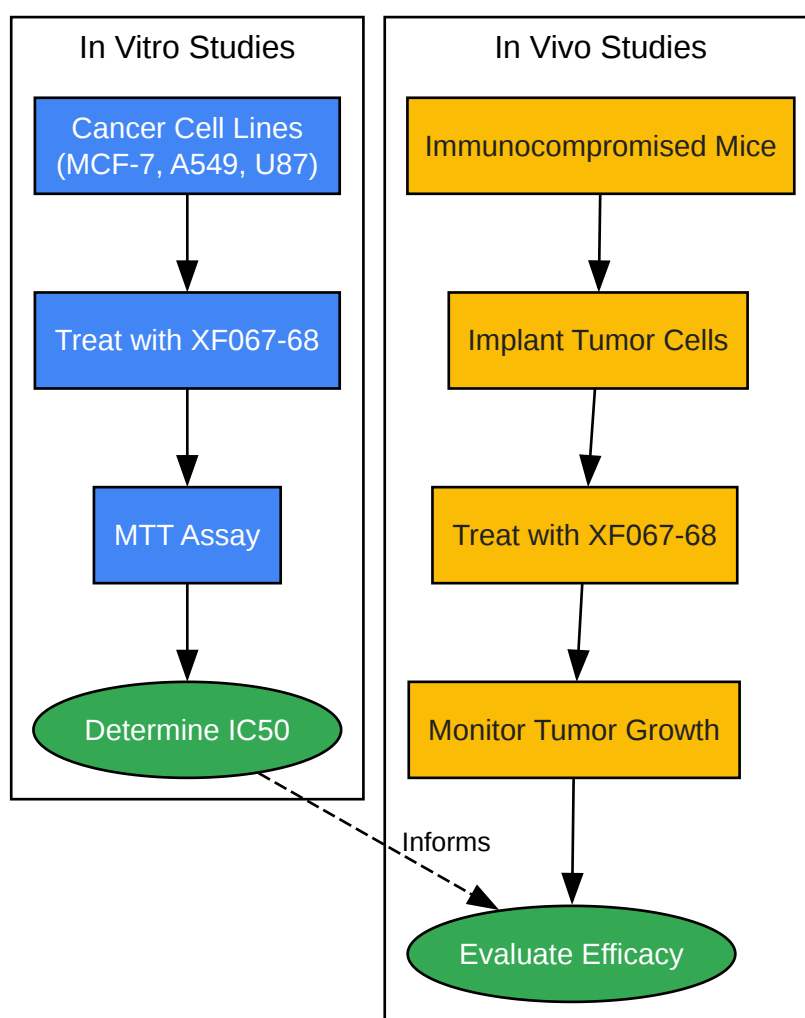 In Vitro Studies
Cancer Cell Lines
(MCF-7, A549, U87)
Treat with XF067-68
MTT Assay
Determine IC50
Informs
In Vivo Studies
Immunocompromised Mice
Implant Tumor Cells
Treat with XF067-68
Monitor Tumor Growth
Evaluate Efficacy